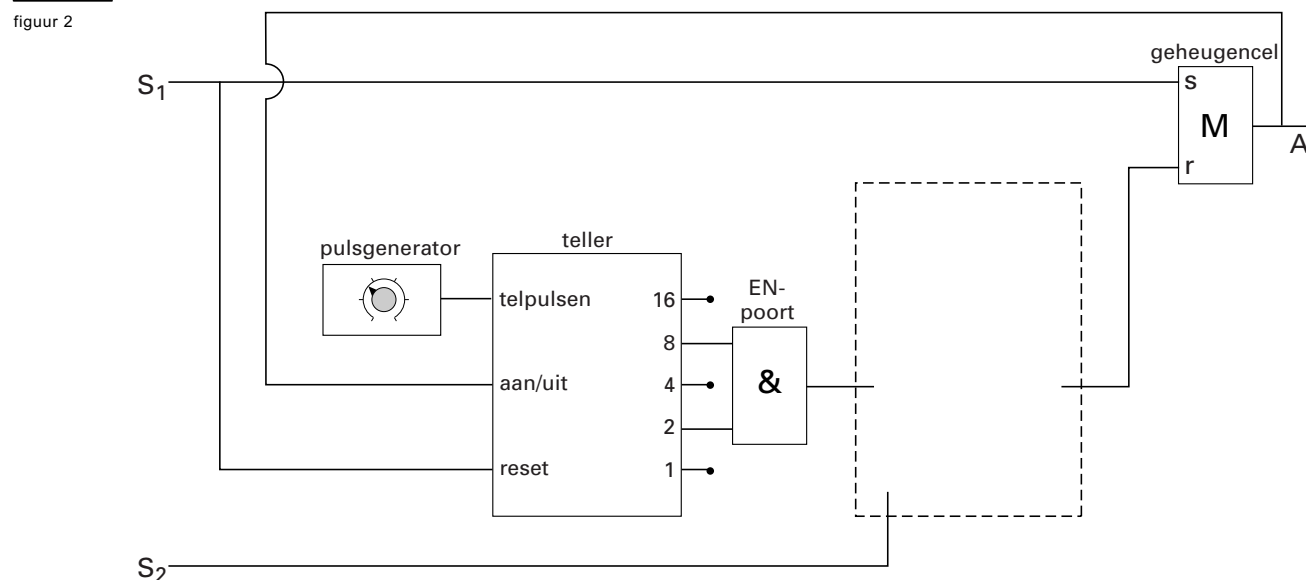 figuur 2
geheugencel
S1
s
M
A
r
pulsgenerator
teller
telpulsen
16
EN-
poort
8
aan/uit
4
&
2
reset
1
S2